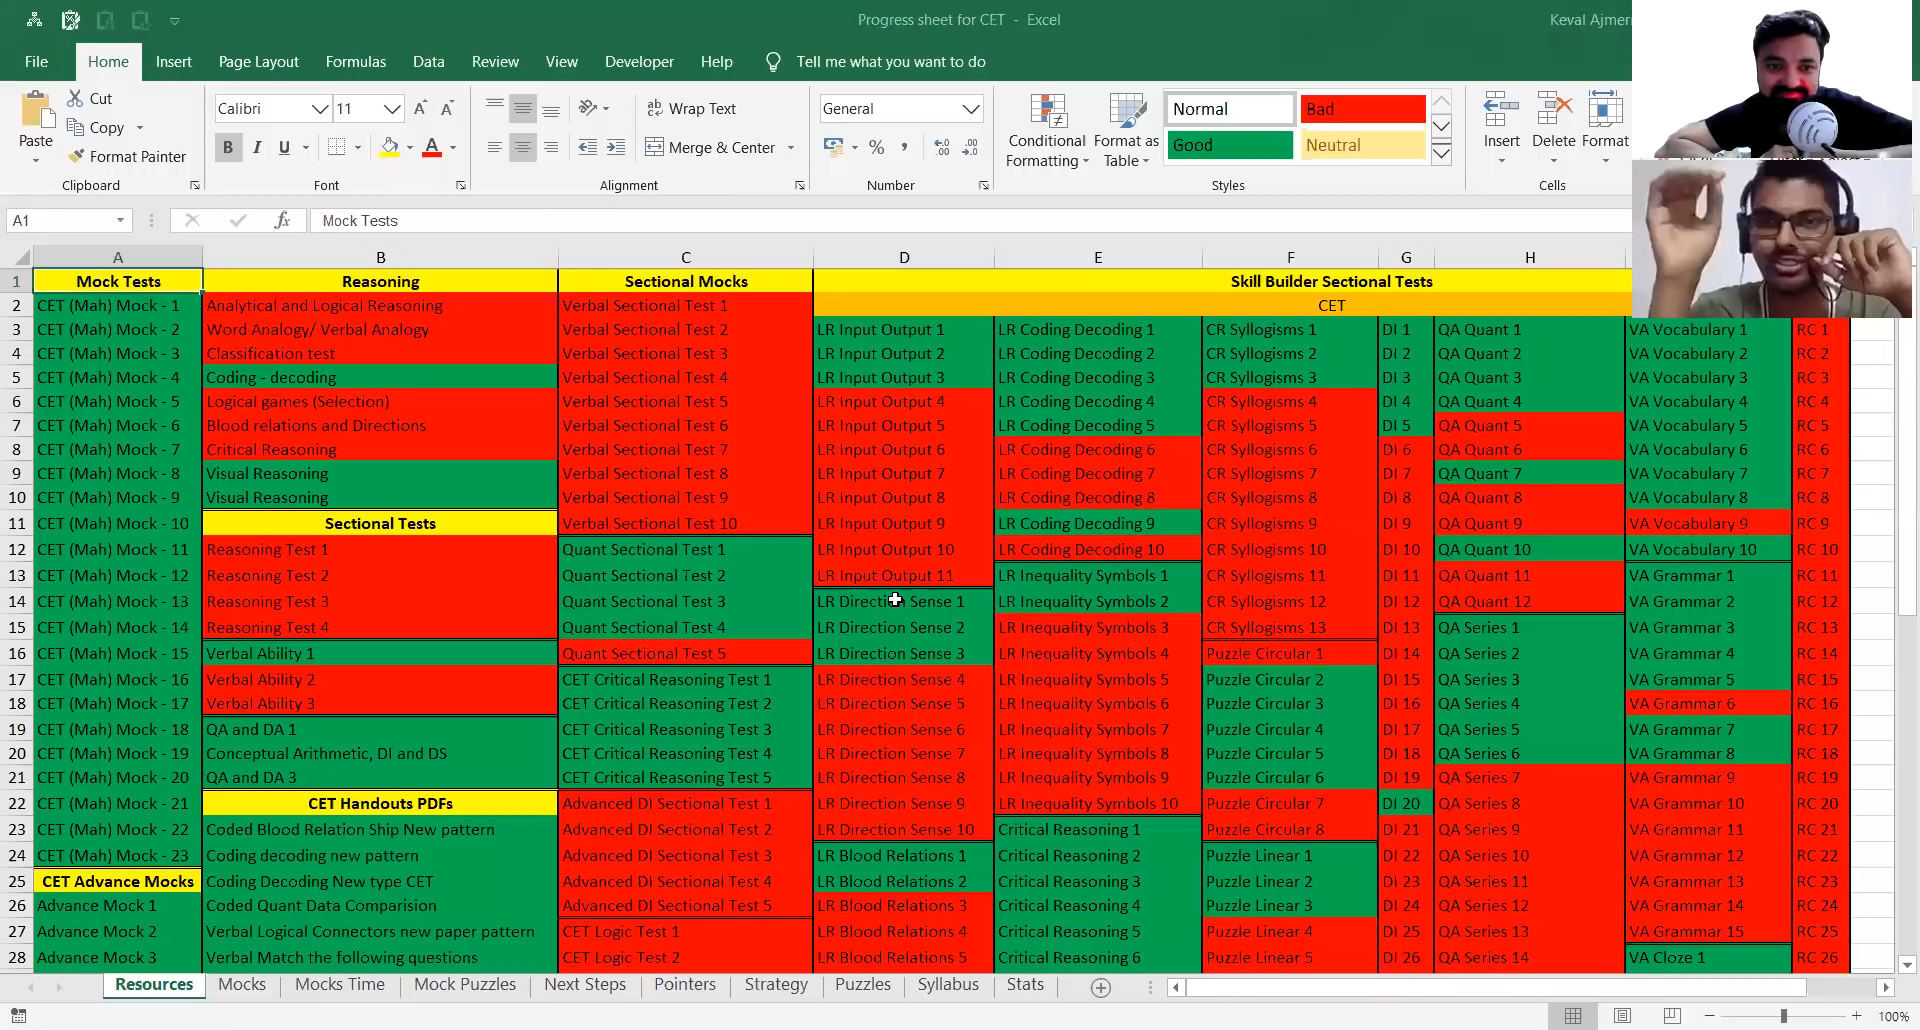 Progress sheet for CET - Excel
Keval Ajmer
File Home Insert Page Layout Formulas Data Review View Developer Help Tell me what you want to do
Paste
Cut
Copy
Format Painter
Calibri 11
B I U
Wrap Text
Merge & Center
General
Conditional Formatting
Format as Table
Normal Bad
Good Neutral
Insert Delete Format
Clipboard Font Alignment Number Styles Cells
A1 fx Mock Tests
A B C D E F G H
1 Mock Tests Reasoning Sectional Mocks Skill Builder Sectional Tests
2 CET (Mah) Mock - 1 Analytical and Logical Reasoning Verbal Sectional Test 1 CET
3 CET (Mah) Mock - 2 Word Analogy/ Verbal Analogy Verbal Sectional Test 2 LR Input Output 1 LR Coding Decoding 1 CR Syllogisms 1 DI 1 QA Quant 1 VA Vocabulary 1 RC 1
4 CET (Mah) Mock - 3 Classification test Verbal Sectional Test 3 LR Input Output 2 LR Coding Decoding 2 CR Syllogisms 2 DI 2 QA Quant 2 VA Vocabulary 2 RC 2
5 CET (Mah) Mock - 4 Coding - decoding Verbal Sectional Test 4 LR Input Output 3 LR Coding Decoding 3 CR Syllogisms 3 DI 3 QA Quant 3 VA Vocabulary 3 RC 3
6 CET (Mah) Mock - 5 Logical games (Selection) Verbal Sectional Test 5 LR Input Output 4 LR Coding Decoding 4 CR Syllogisms 4 DI 4 QA Quant 4 VA Vocabulary 4 RC 4
7 CET (Mah) Mock - 6 Blood relations and Directions Verbal Sectional Test 6 LR Input Output 5 LR Coding Decoding 5 CR Syllogisms 5 DI 5 QA Quant 5 VA Vocabulary 5 RC 5
8 CET (Mah) Mock - 7 Critical Reasoning Verbal Sectional Test 7 LR Input Output 6 LR Coding Decoding 6 CR Syllogisms 6 DI 6 QA Quant 6 VA Vocabulary 6 RC 6
9 CET (Mah) Mock - 8 Visual Reasoning Verbal Sectional Test 8 LR Input Output 7 LR Coding Decoding 7 CR Syllogisms 7 DI 7 QA Quant 7 VA Vocabulary 7 RC 7
10 CET (Mah) Mock - 9 Visual Reasoning Verbal Sectional Test 9 LR Input Output 8 LR Coding Decoding 8 CR Syllogisms 8 DI 8 QA Quant 8 VA Vocabulary 8 RC 8
11 CET (Mah) Mock - 10 Sectional Tests Verbal Sectional Test 10 LR Input Output 9 LR Coding Decoding 9 CR Syllogisms 9 DI 9 QA Quant 9 VA Vocabulary 9 RC 9
12 CET (Mah) Mock - 11 Reasoning Test 1 Quant Sectional Test 1 LR Input Output 10 LR Coding Decoding 10 CR Syllogisms 10 DI 10 QA Quant 10 VA Vocabulary 10 RC 10
13 CET (Mah) Mock - 12 Reasoning Test 2 Quant Sectional Test 2 LR Input Output 11 LR Inequality Symbols 1 CR Syllogisms 11 DI 11 QA Quant 11 VA Grammar 1 RC 11
14 CET (Mah) Mock - 13 Reasoning Test 3 Quant Sectional Test 3 LR Direction Sense 1 LR Inequality Symbols 2 CR Syllogisms 12 DI 12 QA Quant 12 VA Grammar 2 RC 12
15 CET (Mah) Mock - 14 Reasoning Test 4 Quant Sectional Test 4 LR Direction Sense 2 LR Inequality Symbols 3 CR Syllogisms 13 DI 13 QA Series 1 VA Grammar 3 RC 13
16 CET (Mah) Mock - 15 Verbal Ability 1 Quant Sectional Test 5 LR Direction Sense 3 LR Inequality Symbols 4 Puzzle Circular 1 DI 14 QA Series 2 VA Grammar 4 RC 14
17 CET (Mah) Mock - 16 Verbal Ability 2 CET Critical Reasoning Test 1 LR Direction Sense 4 LR Inequality Symbols 5 Puzzle Circular 2 DI 15 QA Series 3 VA Grammar 5 RC 15
18 CET (Mah) Mock - 17 Verbal Ability 3 CET Critical Reasoning Test 2 LR Direction Sense 5 LR Inequality Symbols 6 Puzzle Circular 3 DI 16 QA Series 4 VA Grammar 6 RC 16
19 CET (Mah) Mock - 18 QA and DA 1 CET Critical Reasoning Test 3 LR Direction Sense 6 LR Inequality Symbols 7 Puzzle Circular 4 DI 17 QA Series 5 VA Grammar 7 RC 17
20 CET (Mah) Mock - 19 Conceptual Arithmetic, DI and DS CET Critical Reasoning Test 4 LR Direction Sense 7 LR Inequality Symbols 8 Puzzle Circular 5 DI 18 QA Series 6 VA Grammar 8 RC 18
21 CET (Mah) Mock - 20 QA and DA 3 CET Critical Reasoning Test 5 LR Direction Sense 8 LR Inequality Symbols 9 Puzzle Circular 6 DI 19 QA Series 7 VA Grammar 9 RC 19
22 CET (Mah) Mock - 21 CET Handouts PDFs Advanced DI Sectional Test 1 LR Direction Sense 9 LR Inequality Symbols 10 Puzzle Circular 7 DI 20 QA Series 8 VA Grammar 10 RC 20
23 CET (Mah) Mock - 22 Coded Blood Relation Ship New pattern Advanced DI Sectional Test 2 LR Direction Sense 10 Critical Reasoning 1 Puzzle Circular 8 DI 21 QA Series 9 VA Grammar 11 RC 21
24 CET (Mah) Mock - 23 Coding decoding new pattern Advanced DI Sectional Test 3 LR Blood Relations 1 Critical Reasoning 2 Puzzle Linear 1 DI 22 QA Series 10 VA Grammar 12 RC 22
25 CET Advance Mocks Coding Decoding New type CET Advanced DI Sectional Test 4 LR Blood Relations 2 Critical Reasoning 3 Puzzle Linear 2 DI 23 QA Series 11 VA Grammar 13 RC 23
26 Advance Mock 1 Coded Quant Data Comparision Advanced DI Sectional Test 5 LR Blood Relations 3 Critical Reasoning 4 Puzzle Linear 3 DI 24 QA Series 12 VA Grammar 14 RC 24
27 Advance Mock 2 Verbal Logical Connectors new paper pattern CET Logic Test 1 LR Blood Relations 4 Critical Reasoning 5 Puzzle Linear 4 DI 25 QA Series 13 VA Grammar 15 RC 25
28 Advance Mock 3 Verbal Match the following questions CET Logic Test 2 LR Blood Relations 5 Critical Reasoning 6 Puzzle Linear 5 DI 26 QA Series 14 VA Cloze 1 RC 26
Resources Mocks Mocks Time Mock Puzzles Next Steps Pointers Strategy Puzzles Syllabus Stats
100%